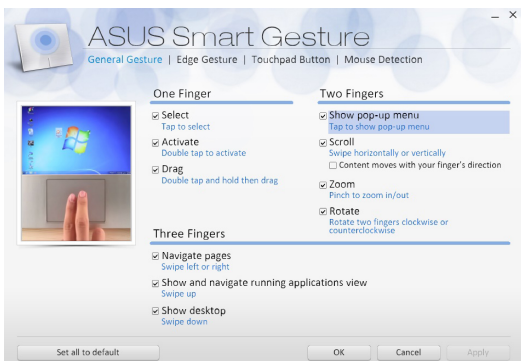 ASUS Smart Gesture
General Gesture | Edge Gesture | Touchpad Button | Mouse Detection
One Finger
Select
Tap to select
Activate
Double tap to activate
Drag
Double tap and hold then drag
Two Fingers
Show pop-up menu
Tap to show pop-up menu
Scroll
Swipe horizontally or vertically
Content moves with your finger's direction
Zoom
Pinch to zoom in/out
Rotate
Rotate two fingers clockwise or
counterclockwise
Three Fingers
Navigate pages
Swipe left or right
Show and navigate running applications view
Swipe up
Show desktop
Swipe down
Set all to default
OK
Cancel
Apply